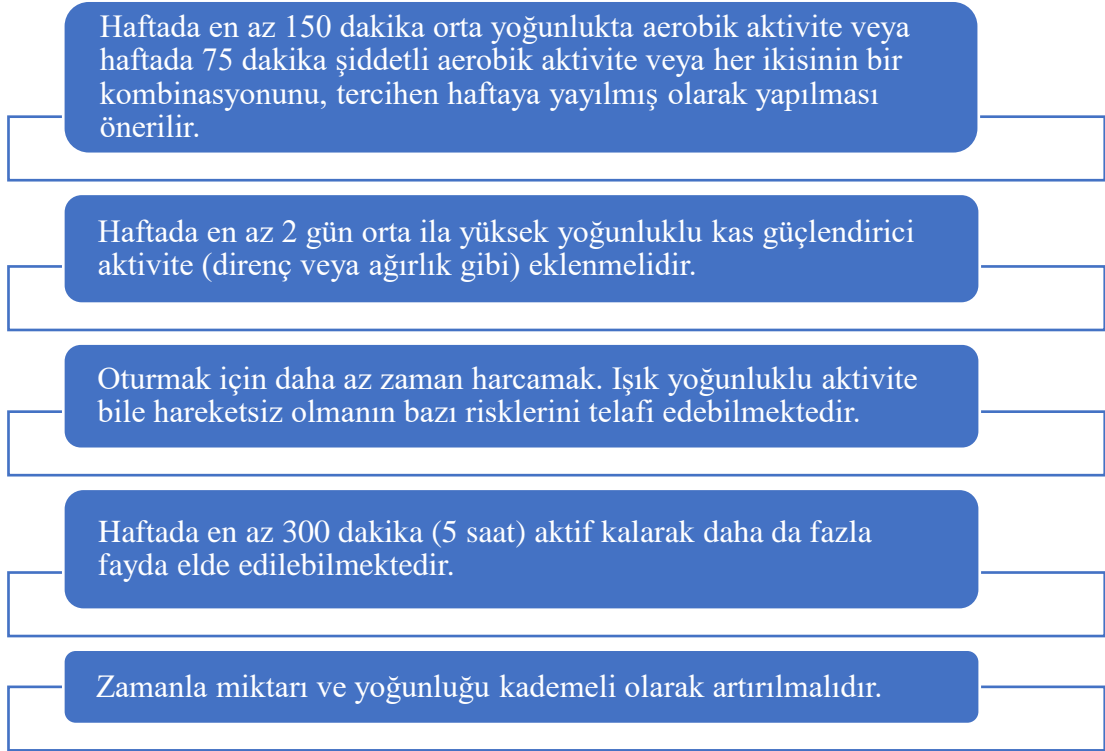 Haftada en az 150 dakika orta yoğunlukta aerobik aktivite veya
haftada 75 dakika şiddetli aerobik aktivite veya her ikisinin bir
kombinasyonunu, tercihen haftaya yayılmış olarak yapılması
önerilir.
Haftada en az 2 gün orta ila yüksek yoğunluklu kas güçlendirici
aktivite (direnç veya ağırlık gibi) eklenmelidir.
Oturmak için daha az zaman harcamak. Işık yoğunluklu aktivite
bile hareketsiz olmanın bazı risklerini telafi edebilmektedir.
Haftada en az 300 dakika (5 saat) aktif kalarak daha da fazla
fayda elde edilebilmektedir.
Zamanla miktarı ve yoğunluğu kademeli olarak artırılmalıdır.